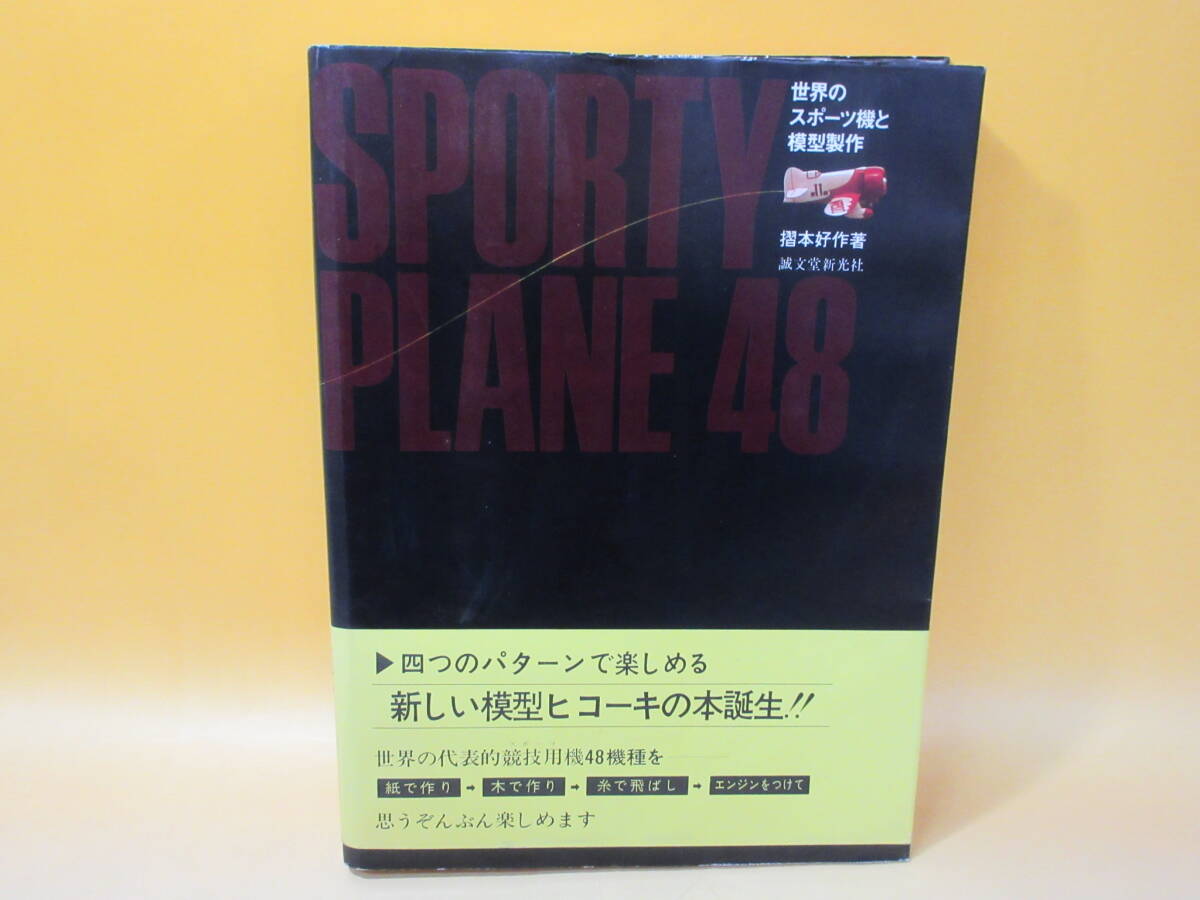 SPORTY
PLANE 48
世界の
スポーツ機と
模型製作
摺本好作著
誠文堂新光社
▶四つのパターンで楽しめる
新しい模型ヒコーキの本誕生!!
世界の代表的競技用機48機種を
紙で作り→木で作り→糸で飛ばし→エンジンをつけて
思うぞんぶん楽しめます